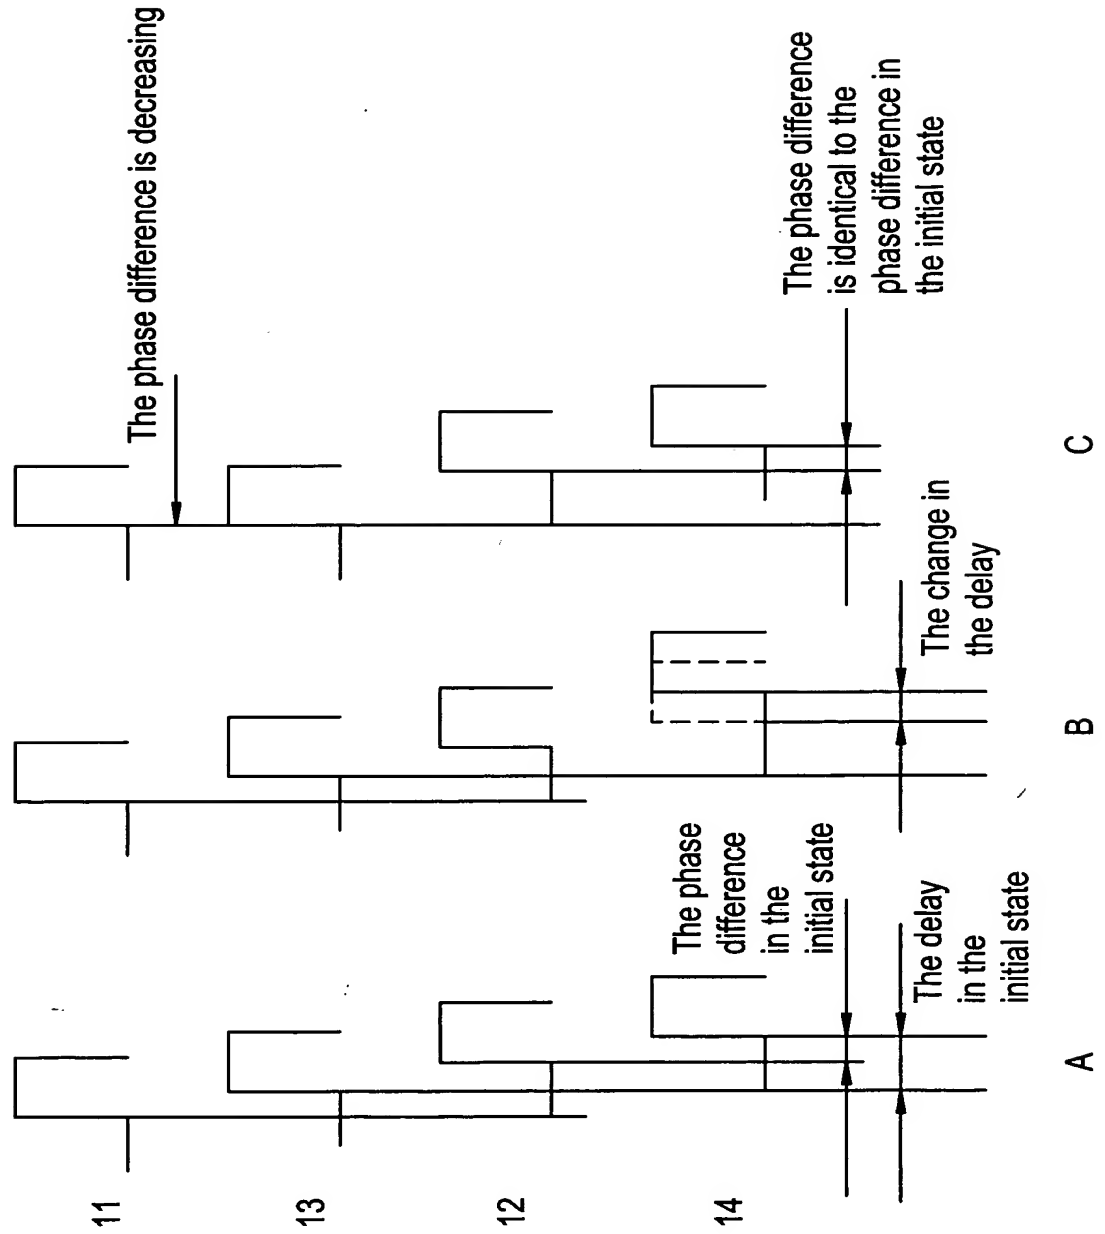 11
13
12
14
The phase difference is decreasing
The phase
difference
in the
initial state
The delay
in the
initial state
The change in
the delay
The phase difference
is identical to the
phase difference in
the initial state
A
B
C